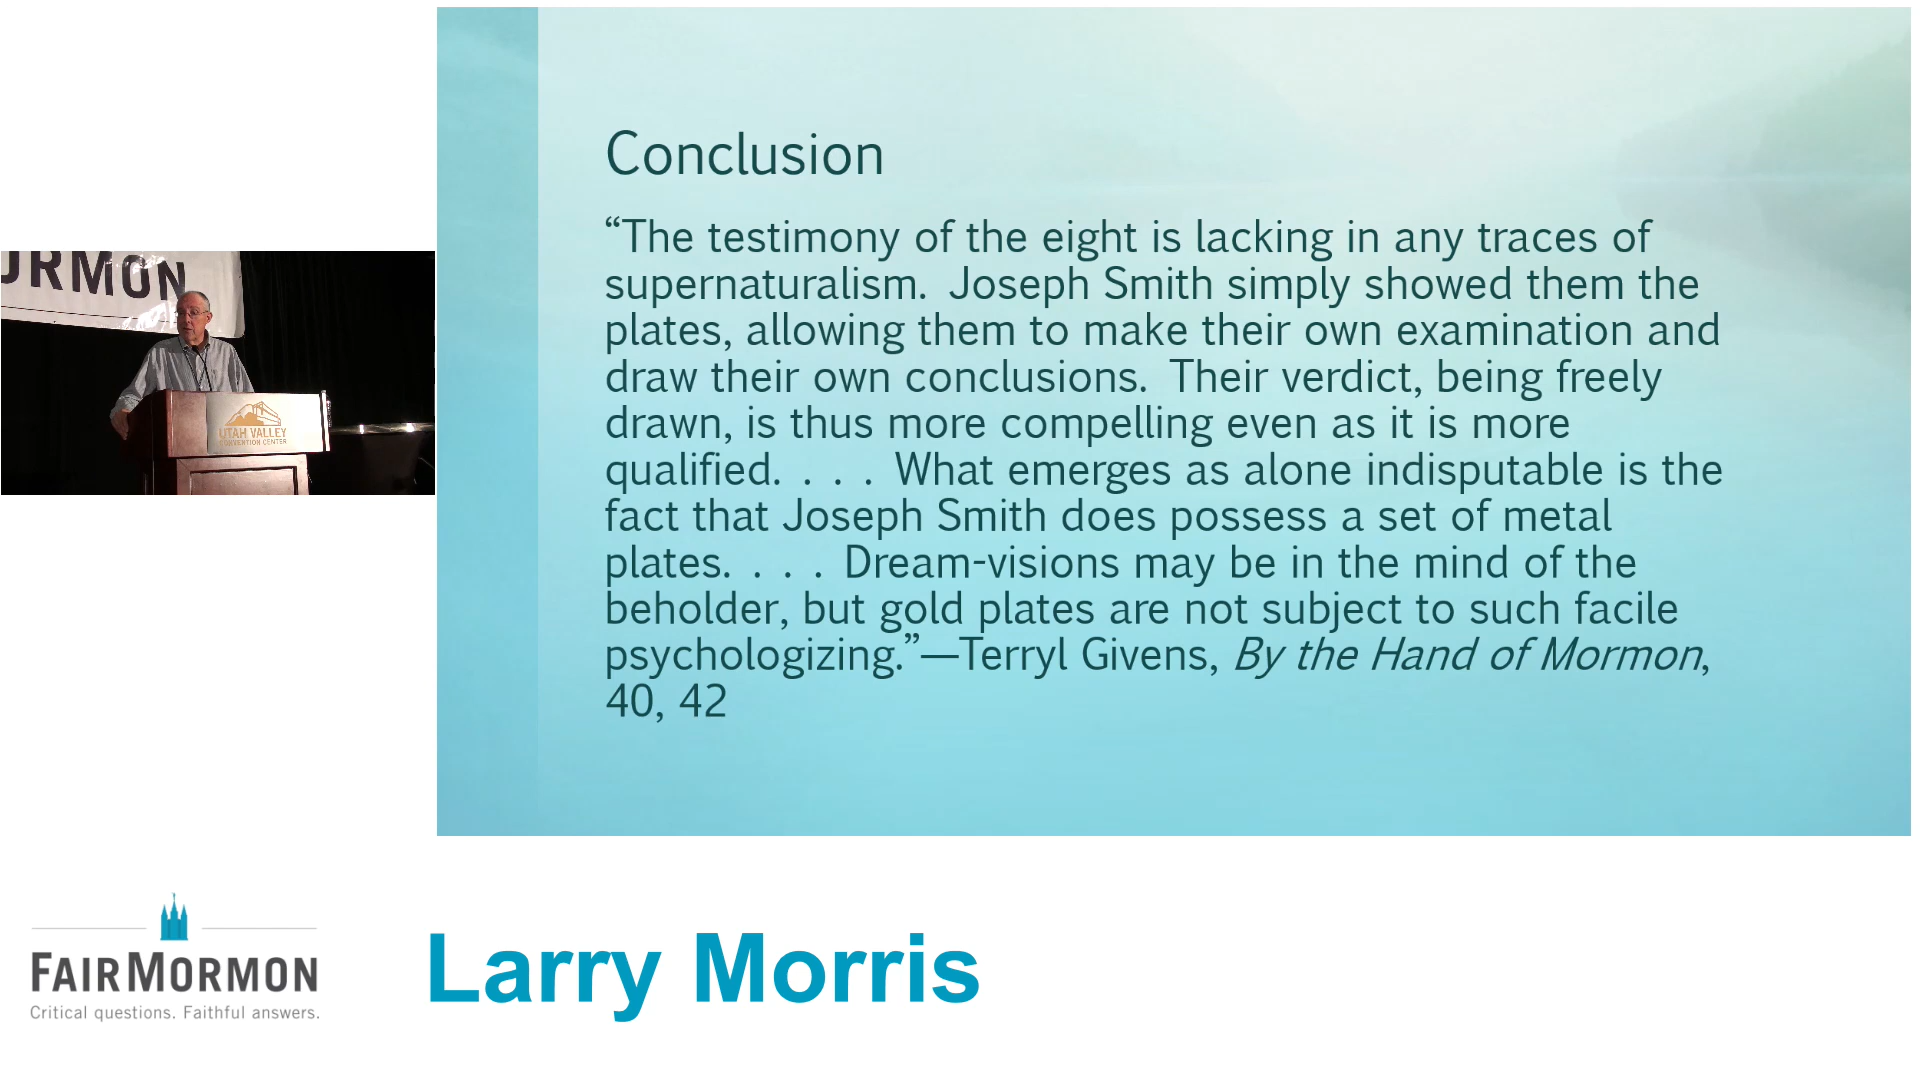 Conclusion
“The testimony of the eight is lacking in any traces of
supernaturalism.  Joseph Smith simply showed them the
plates, allowing them to make their own examination and
draw their own conclusions.  Their verdict, being freely
drawn, is thus more compelling even as it is more
qualified. . . .  What emerges as alone indisputable is the
fact that Joseph Smith does possess a set of metal
plates. . . .  Dream-visions may be in the mind of the
beholder, but gold plates are not subject to such facile
psychologizing.”—Terryl Givens, By the Hand of Mormon,
40, 42
ORMON
UTAH VALLEY
CONVENTION CENTER
FAIRMORMON
Critical questions. Faithful answers.
Larry Morris